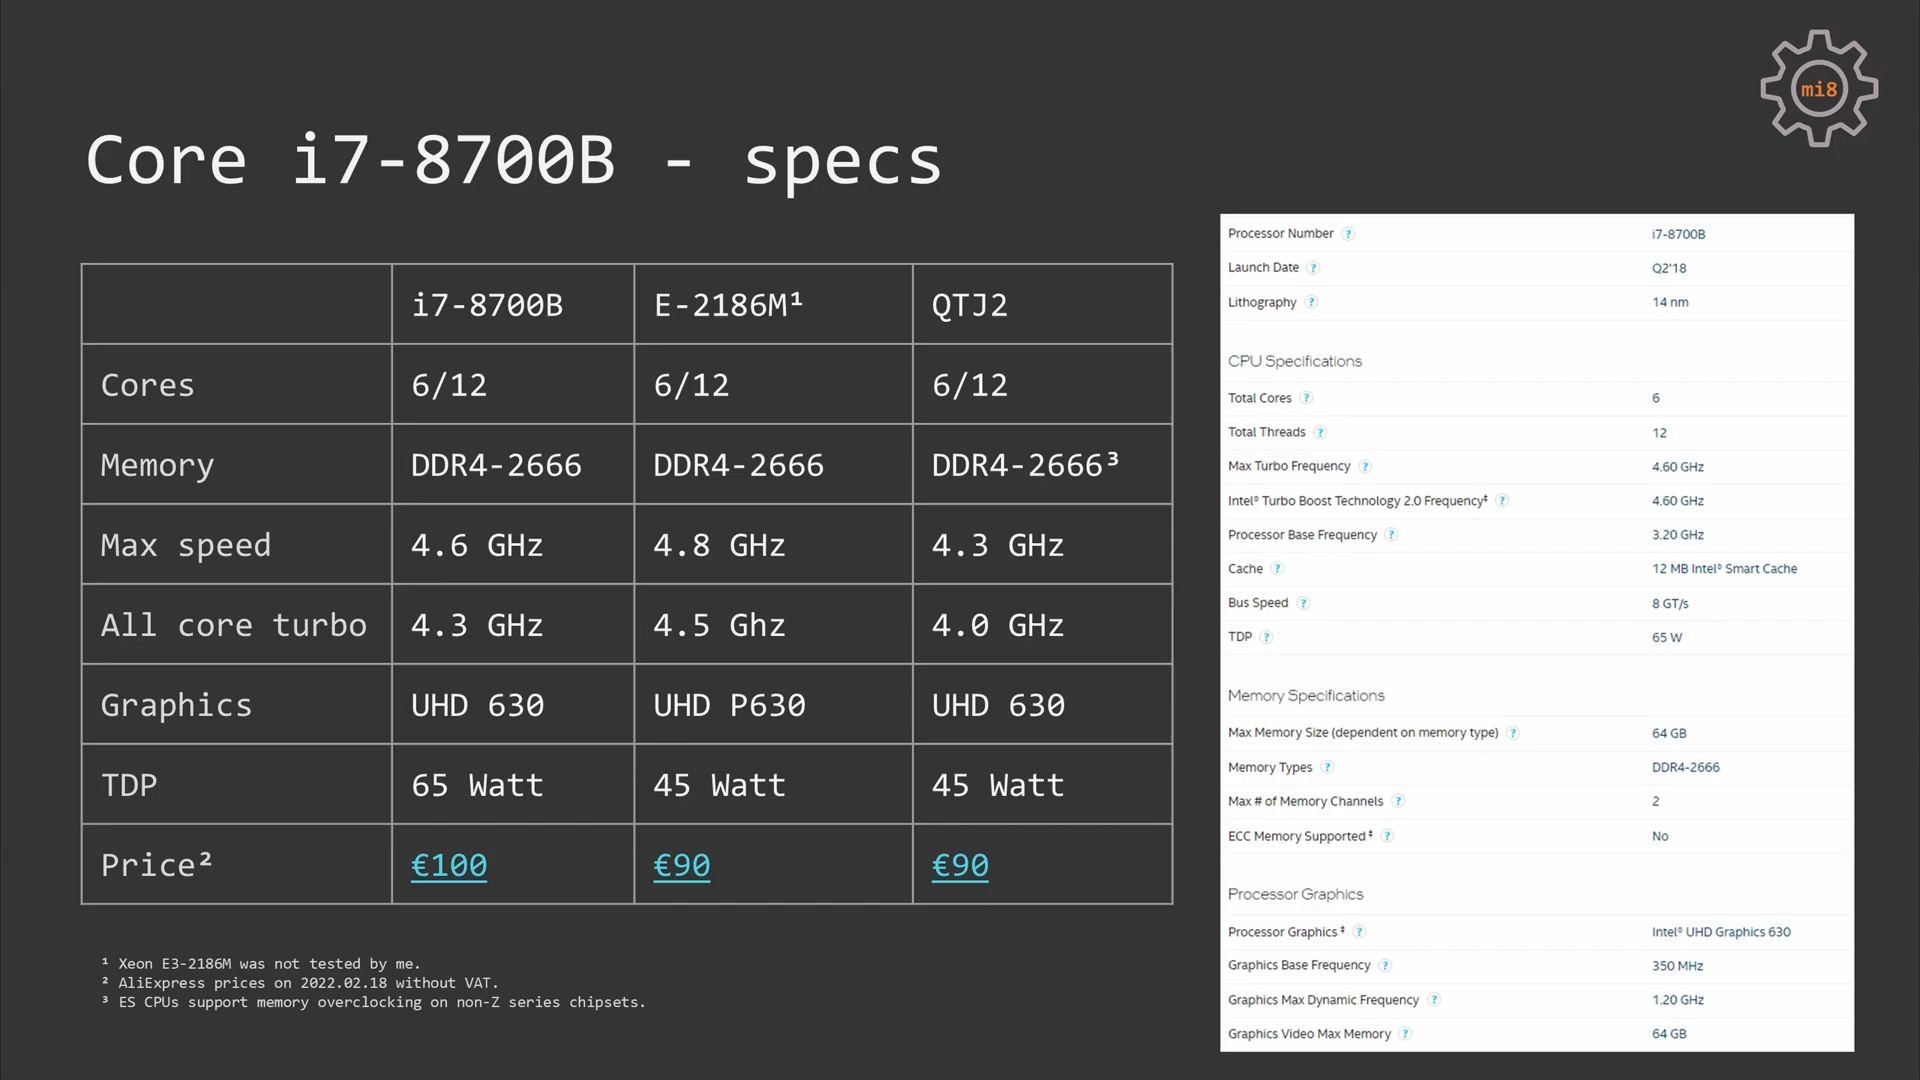 mi8
Core i7-8700B - specs
i7-8700B E-2186M¹ QTJ2
Cores 6/12 6/12 6/12
Memory DDR4-2666 DDR4-2666 DDR4-2666³
Max speed 4.6 GHz 4.8 GHz 4.3 GHz
All core turbo 4.3 GHz 4.5 Ghz 4.0 GHz
Graphics UHD 630 UHD P630 UHD 630
TDP 65 Watt 45 Watt 45 Watt
Price² €100 €90 €90
¹ Xeon E3-2186M was not tested by me.
² AliExpress prices on 2022.02.18 without VAT.
³ ES CPUs support memory overclocking on non-Z series chipsets.
Processor Number ? i7-8700B
Launch Date ? Q2'18
Lithography ? 14 nm
CPU Specifications
Total Cores ? 6
Total Threads ? 12
Max Turbo Frequency ? 4.60 GHz
Intel® Turbo Boost Technology 2.0 Frequency‡ ? 4.60 GHz
Processor Base Frequency ? 3.20 GHz
Cache ? 12 MB Intel® Smart Cache
Bus Speed ? 8 GT/s
TDP ? 65 W
Memory Specifications
Max Memory Size (dependent on memory type) ? 64 GB
Memory Types ? DDR4-2666
Max # of Memory Channels ? 2
ECC Memory Supported ‡ ? No
Processor Graphics
Processor Graphics ‡ ? Intel® UHD Graphics 630
Graphics Base Frequency ? 350 MHz
Graphics Max Dynamic Frequency ? 1.20 GHz
Graphics Video Max Memory ? 64 GB